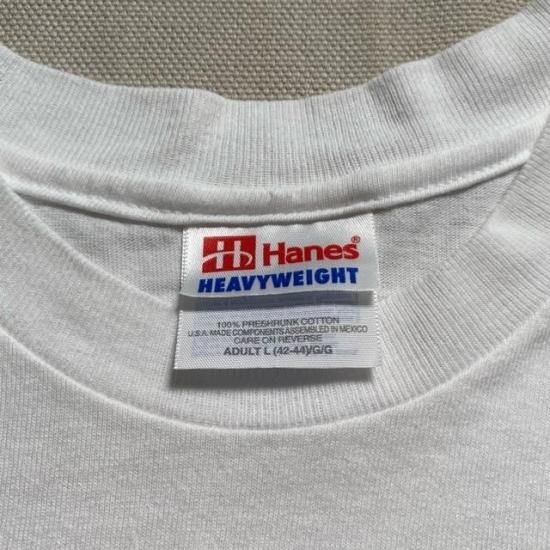 Hanes®
HEAVYWEIGHT
100% PRESHRUNK COTTON
U.S.A. MADE COMPONENTS ASSEMBLED IN MEXICO
CARE ON REVERSE
ADULT L (42-44)/G/G